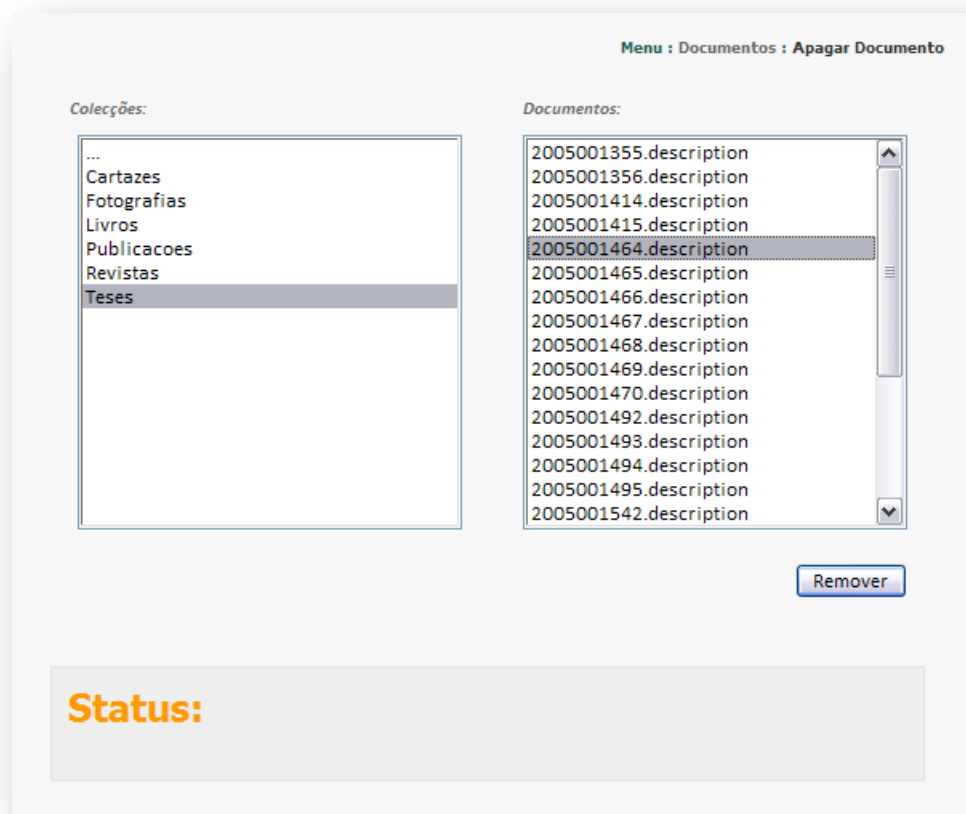 Menu : Documentos : Apagar Documento
Colecções:
...
Cartazes
Fotografias
Livros
Publicacoes
Revistas
Teses
Documentos:
2005001355.description
2005001356.description
2005001414.description
2005001415.description
2005001464.description
2005001465.description
2005001466.description
2005001467.description
2005001468.description
2005001469.description
2005001470.description
2005001492.description
2005001493.description
2005001494.description
2005001495.description
2005001542.description
Remover
Status: